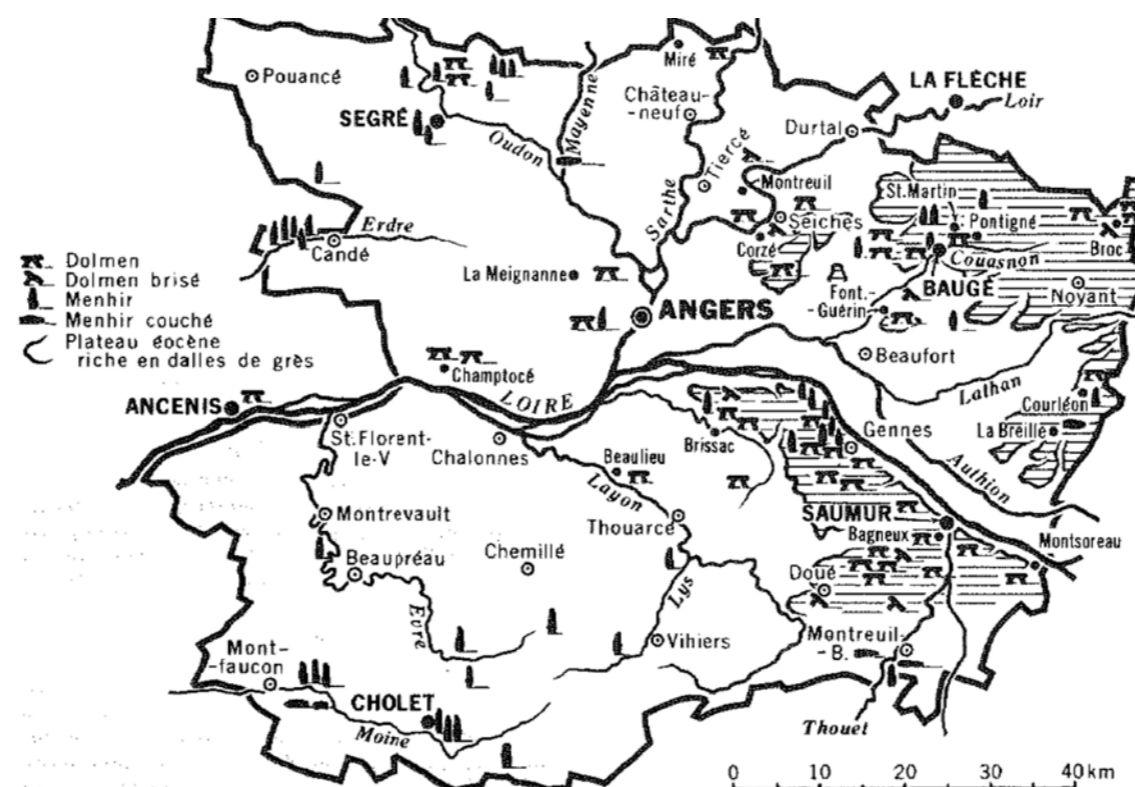 Pouancé
Miré
Mayenne
Château-
-neuf
LA FLÈCHE
Loir
SEGRÉ
Oudon
Durtal
Tiercé
Montreuil
St. Martin
Sarthe
Seiches
Pontigné
Erdre
Candé
Corzé
Couasnon
Broc
La Meignanne
BAUGÉ
Font.-
-Guérin
Noyant
Dolmen
Dolmen brisé
Menhir
Menhir couché
Plateau éocène
riche en dalles de grès
ANGERS
Beaufort
Champtocé
Lathan
LOIRE
ANCENIS
Courléon
St. Florent-
le-V
Chalonnes
Brissac
Gennes
La Breille
Beaulieu
Layon
Authion
Montrevault
Thouarcé
SAUMUR
Bagneux
Montsoreau
Beaupréau
Chemillé
Doué
Evre
Lys
Vihiers
Montreuil-
-B.
Mont-
-faucon
CHOLET
Moine
Thouet
0 10 20 30 40 km